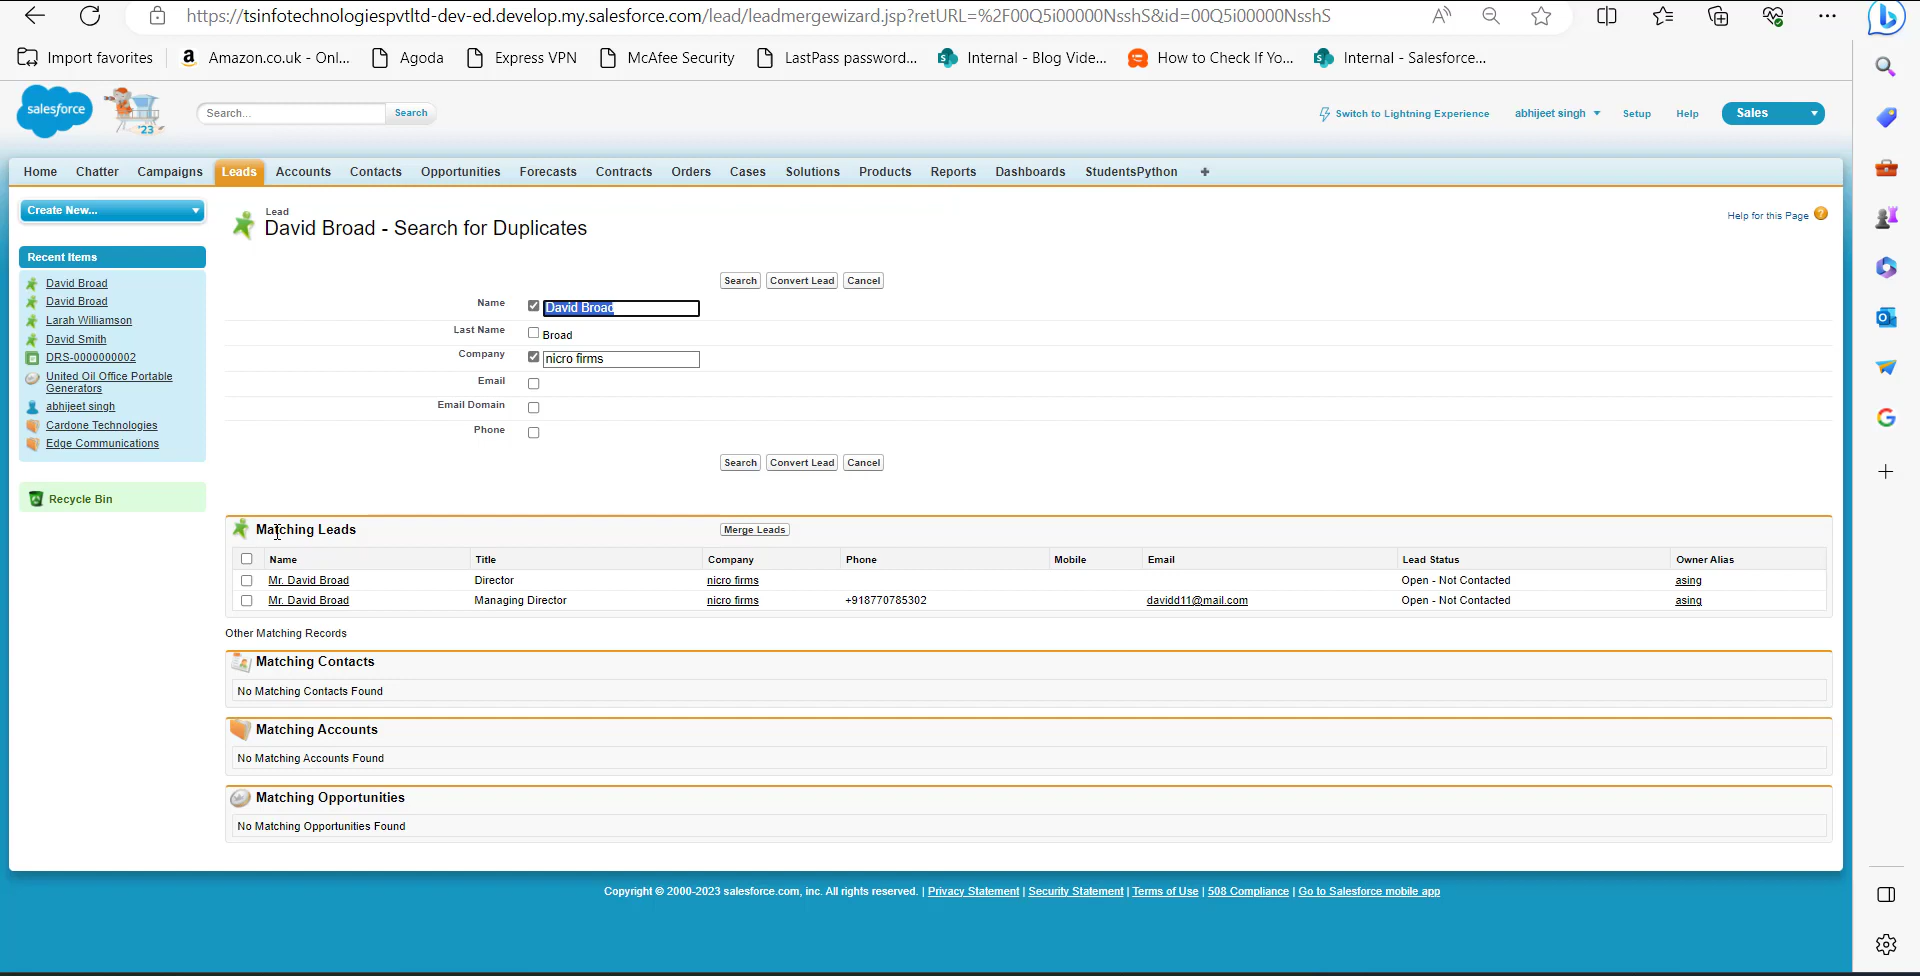 https://tsinfotechnologiespvtltd-dev-ed.develop.my.salesforce.com/lead/leadmergewizard.jsp?retURL=%2F00Q5i00000NsshS&id=00Q5i00000NsshS
Import favorites
Amazon.co.uk - Onl...
Agoda
Express VPN
McAfee Security
LastPass password...
Internal - Blog Vide...
How to Check If Yo...
Internal - Salesforce...
salesforce
'23
Search...
Search
Switch to Lightning Experience
abhijeet singh
Setup
Help
Sales
Home Chatter Campaigns Leads Accounts Contacts Opportunities Forecasts Contracts Orders Cases Solutions Products Reports Dashboards StudentsPython +
Create New...
Recent Items
David Broad
David Broad
Larah Williamson
David Smith
DRS-0000000002
United Oil Office Portable
Generators
abhijeet singh
Cardone Technologies
Edge Communications
Recycle Bin
Lead
David Broad - Search for Duplicates
Help for this Page
Search Convert Lead Cancel
Name David Broad
Last Name Broad
Company nicro firms
Email
Email Domain
Phone
Search Convert Lead Cancel
Matching Leads Merge Leads
Name Title Company Phone Mobile Email Lead Status Owner Alias
Mr. David Broad Director nicro firms Open - Not Contacted asing
Mr. David Broad Managing Director nicro firms +918770785302 davidd11@mail.com Open - Not Contacted asing
Other Matching Records
Matching Contacts
No Matching Contacts Found
Matching Accounts
No Matching Accounts Found
Matching Opportunities
No Matching Opportunities Found
Copyright © 2000-2023 salesforce.com, inc. All rights reserved. | Privacy Statement | Security Statement | Terms of Use | 508 Compliance | Go to Salesforce mobile app